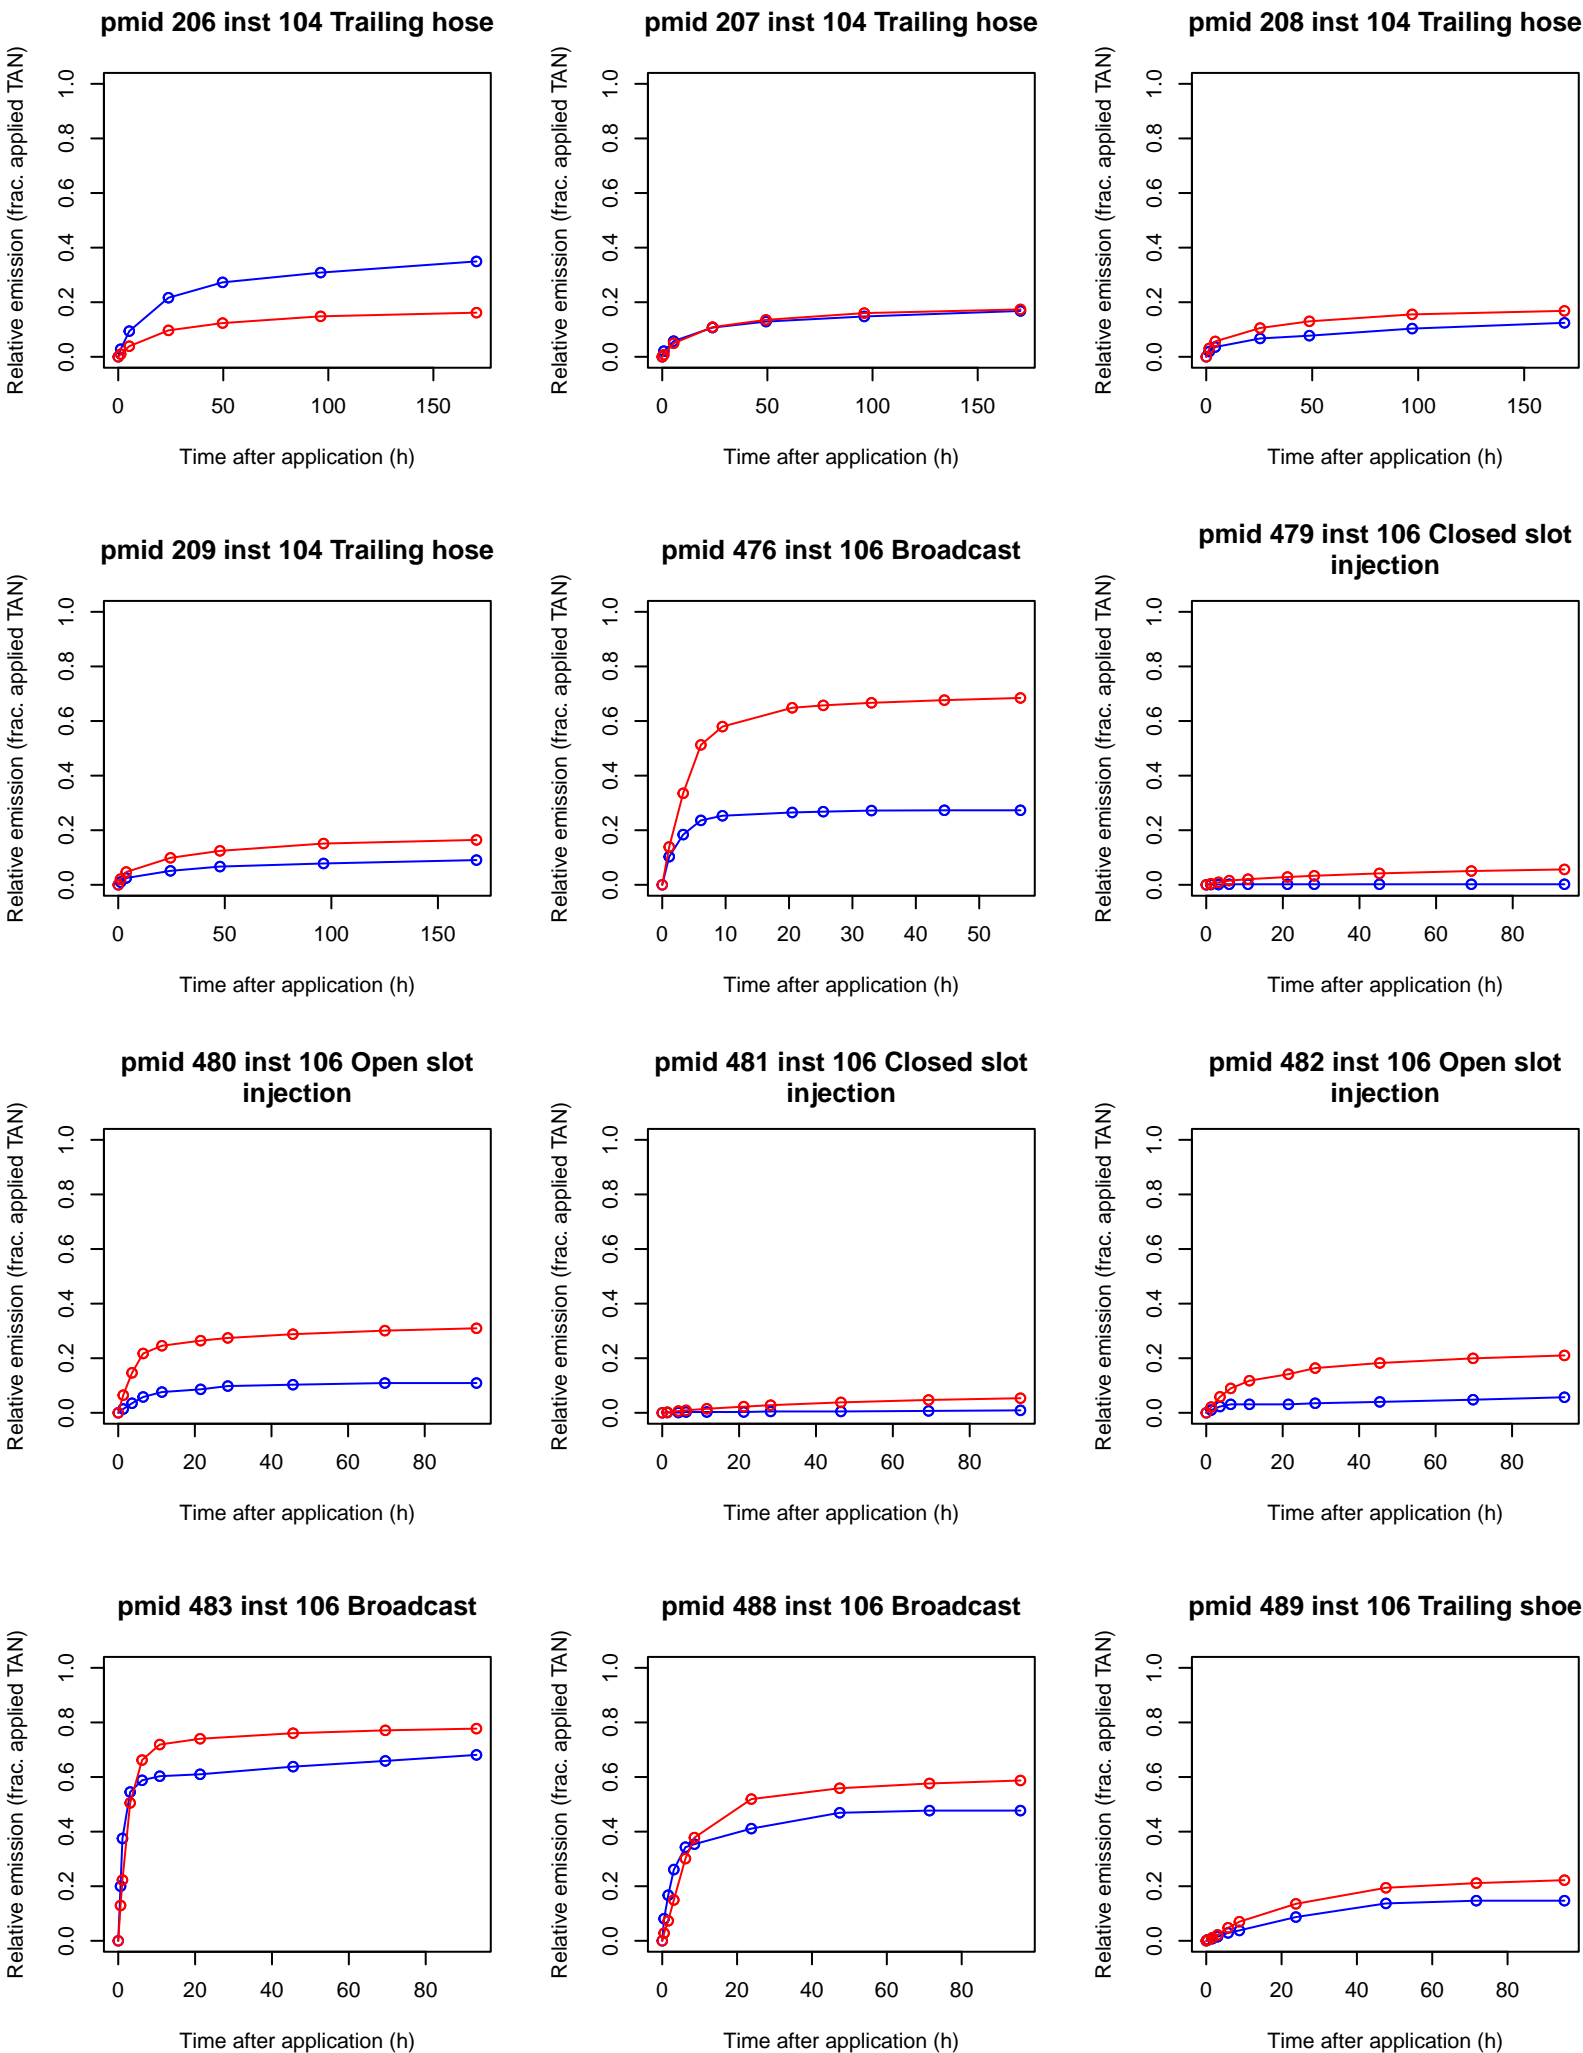 pmid 206 inst 104 Trailing hose
Relative emission (frac. applied TAN)
1.0
0.8
0.6
0.4
0.2
0.0
0 50 100 150
Time after application (h)
pmid 207 inst 104 Trailing hose
Relative emission (frac. applied TAN)
1.0
0.8
0.6
0.4
0.2
0.0
0 50 100 150
Time after application (h)
pmid 208 inst 104 Trailing hose
Relative emission (frac. applied TAN)
1.0
0.8
0.6
0.4
0.2
0.0
0 50 100 150
Time after application (h)
pmid 209 inst 104 Trailing hose
Relative emission (frac. applied TAN)
1.0
0.8
0.6
0.4
0.2
0.0
0 50 100 150
Time after application (h)
pmid 476 inst 106 Broadcast
Relative emission (frac. applied TAN)
1.0
0.8
0.6
0.4
0.2
0.0
0 10 20 30 40 50
Time after application (h)
pmid 479 inst 106 Closed slot
injection
Relative emission (frac. applied TAN)
1.0
0.8
0.6
0.4
0.2
0.0
0 20 40 60 80
Time after application (h)
pmid 480 inst 106 Open slot
injection
Relative emission (frac. applied TAN)
1.0
0.8
0.6
0.4
0.2
0.0
0 20 40 60 80
Time after application (h)
pmid 481 inst 106 Closed slot
injection
Relative emission (frac. applied TAN)
1.0
0.8
0.6
0.4
0.2
0.0
0 20 40 60 80
Time after application (h)
pmid 482 inst 106 Open slot
injection
Relative emission (frac. applied TAN)
1.0
0.8
0.6
0.4
0.2
0.0
0 20 40 60 80
Time after application (h)
pmid 483 inst 106 Broadcast
Relative emission (frac. applied TAN)
1.0
0.8
0.6
0.4
0.2
0.0
0 20 40 60 80
Time after application (h)
pmid 488 inst 106 Broadcast
Relative emission (frac. applied TAN)
1.0
0.8
0.6
0.4
0.2
0.0
0 20 40 60 80
Time after application (h)
pmid 489 inst 106 Trailing shoe
Relative emission (frac. applied TAN)
1.0
0.8
0.6
0.4
0.2
0.0
0 20 40 60 80
Time after application (h)